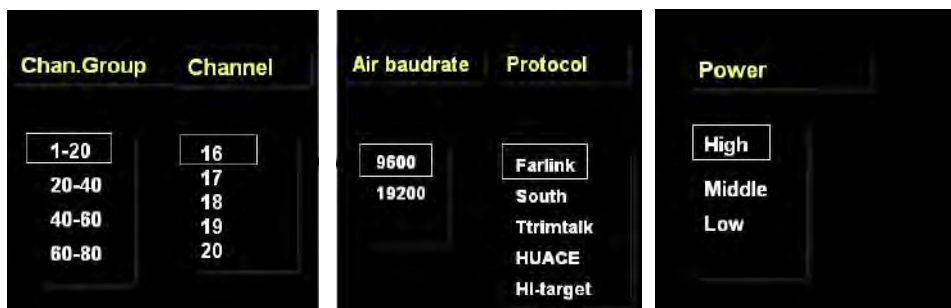 Chan.Group Channel
1-20
20-40
40-60
60-80
16
17
18
19
20
Air baudrate Protocol
9600
19200
Farlink
South
Ttrimtalk
HUACE
HI-target
Power
High
Middle
Low